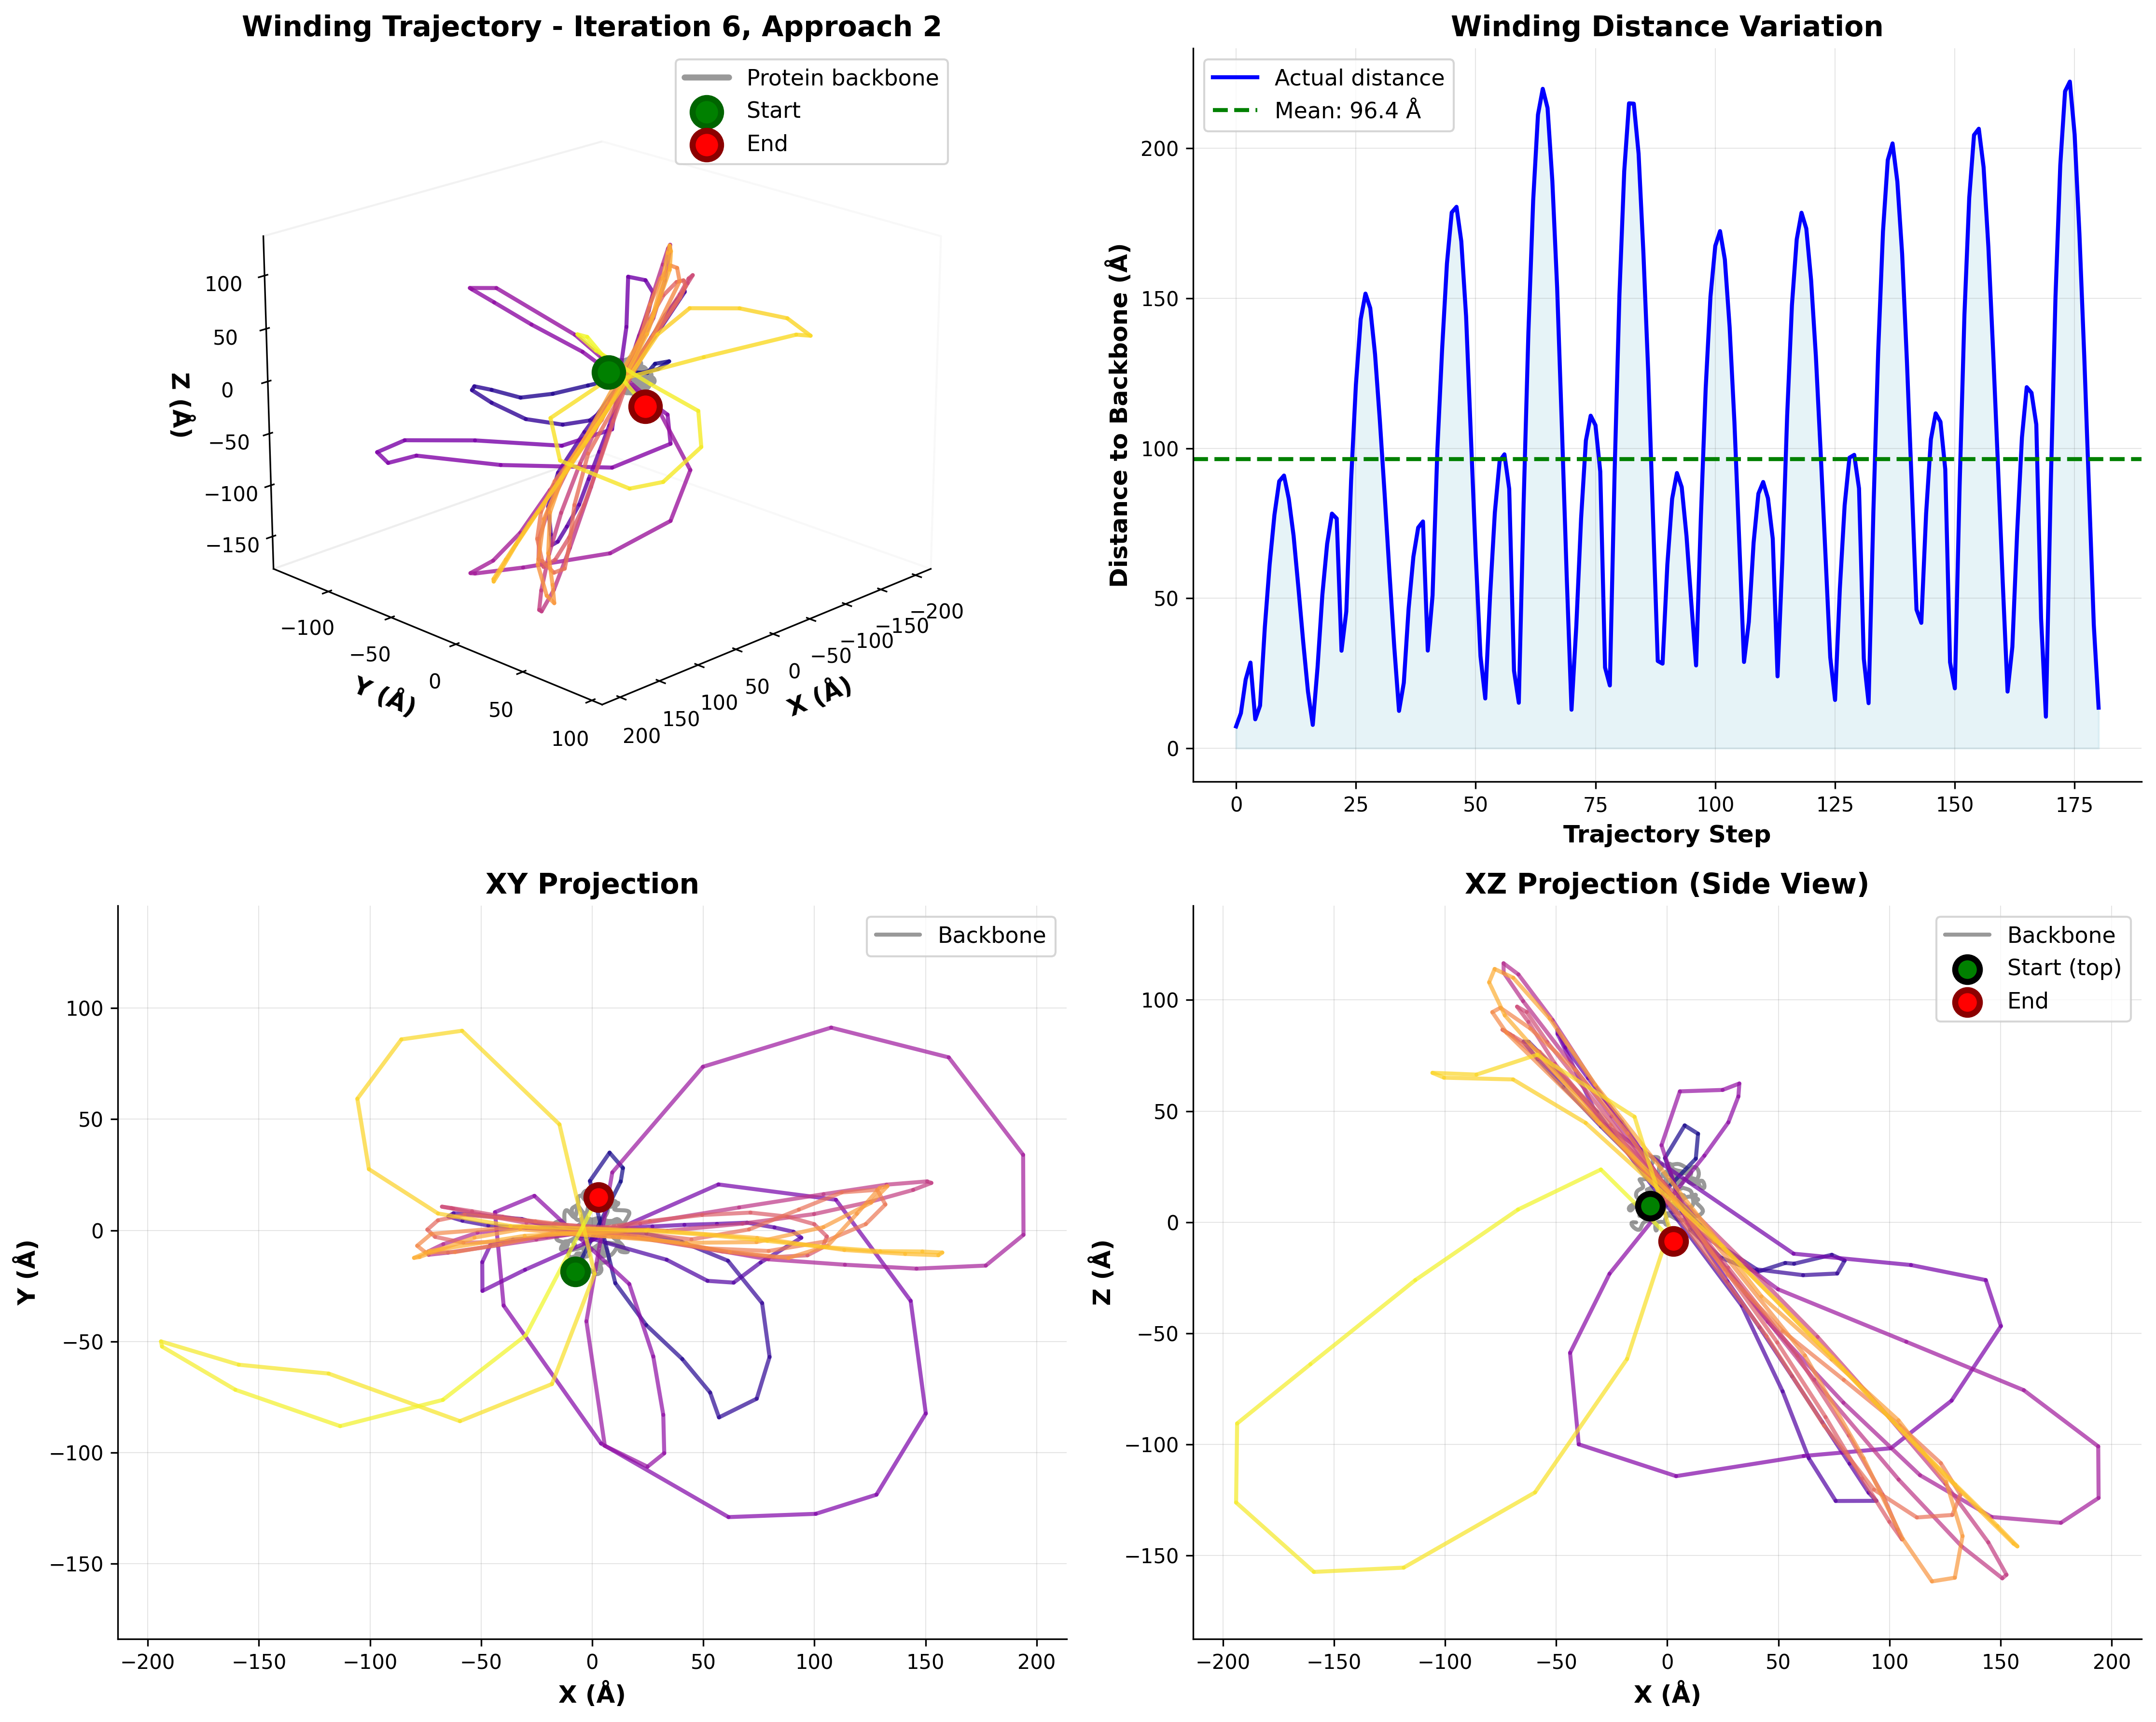 Winding Trajectory - Iteration 6, Approach 2
Protein backbone
Start
End
100
50
0
−50
−100
−150
Z (Å)
−100
−50
0
50
100
Y (Å)
200
150
100
50
0
−50
−100
−150
−200
X (Å)
Winding Distance Variation
Actual distance
Mean: 96.4 Å
200
150
100
50
0
Distance to Backbone (Å)
0 25 50 75 100 125 150 175
Trajectory Step
XY Projection
Backbone
100
50
0
−50
−100
−150
Y (Å)
−200 −150 −100 −50 0 50 100 150 200
X (Å)
XZ Projection (Side View)
Backbone
Start (top)
End
100
50
0
−50
−100
−150
Z (Å)
−200 −150 −100 −50 0 50 100 150 200
X (Å)